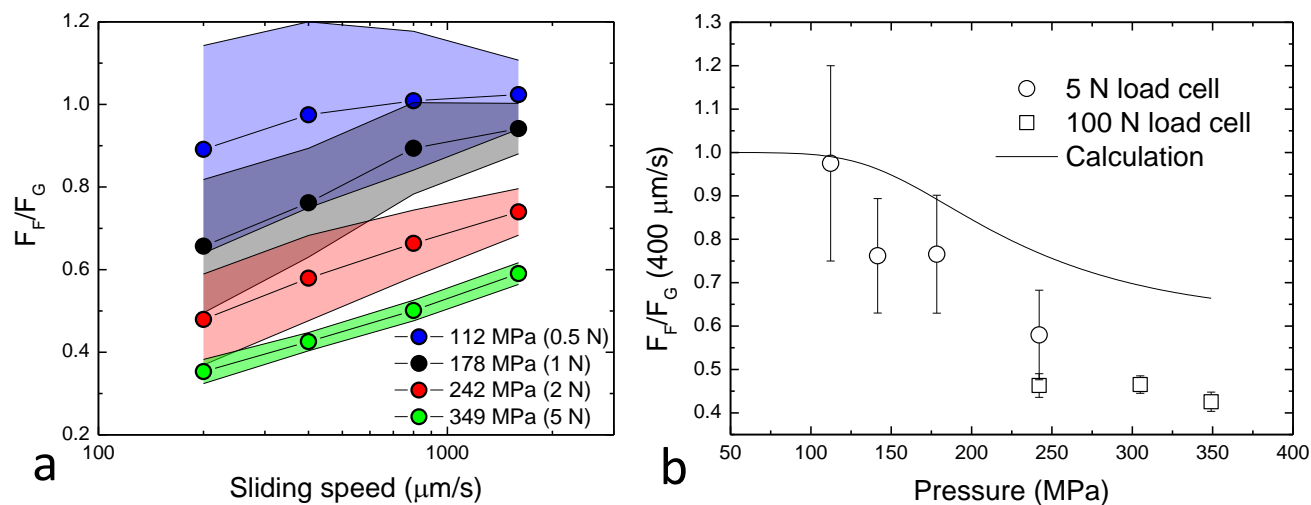 1.2
1.0
0.8
0.6
0.4
0.2
100
1000
F_F/F_G
Sliding speed (μm/s)
112 MPa (0.5 N)
178 MPa (1 N)
242 MPa (2 N)
349 MPa (5 N)
a
1.3
1.2
1.1
1.0
0.9
0.8
0.7
0.6
0.5
0.4
50
100
150
200
250
300
350
400
F_F/F_G (400 μm/s)
Pressure (MPa)
5 N load cell
100 N load cell
Calculation
b